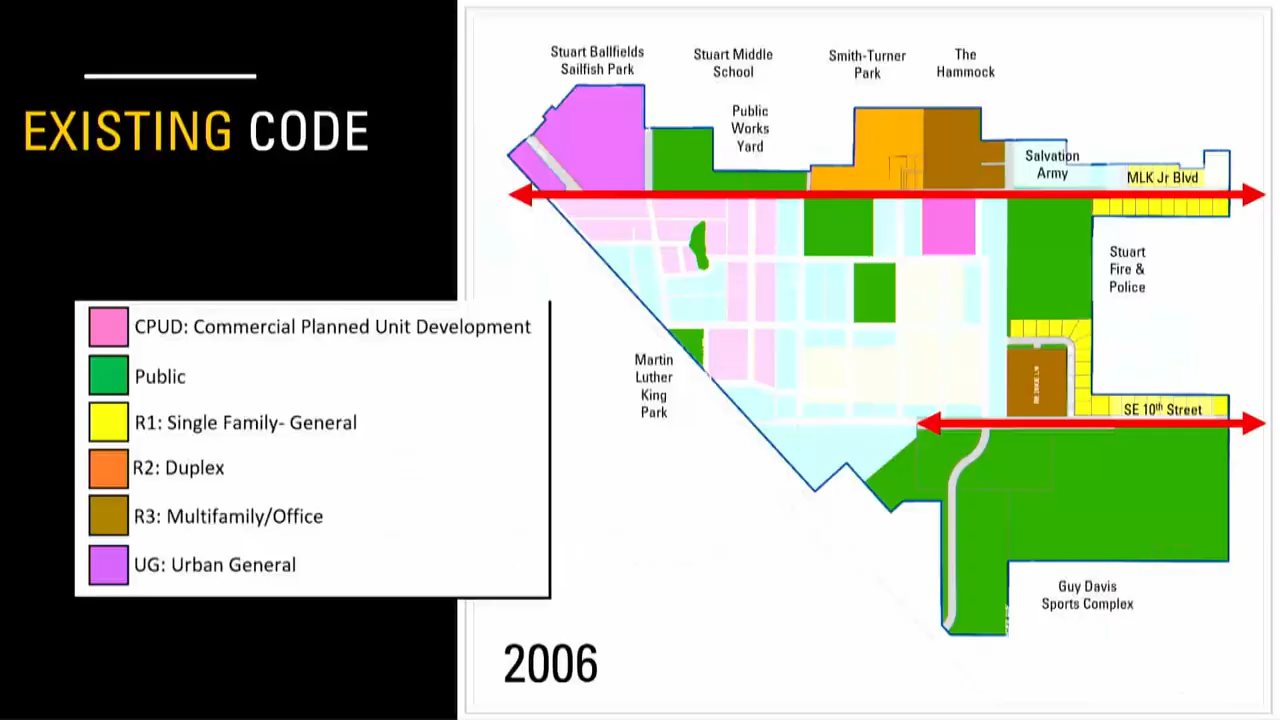 EXISTING CODE
CPUD: Commercial Planned Unit Development
Public
R1: Single Family- General
R2: Duplex
R3: Multifamily/Office
UG: Urban General
Stuart Ballfields
Sailfish Park
Stuart Middle
School
Smith-Turner
Park
The
Hammock
Public
Works
Yard
Salvation
Army
MLK Jr Blvd
Stuart
Fire &
Police
Martin
Luther
King
Park
SE 10th Street
Guy Davis
Sports Complex
2006